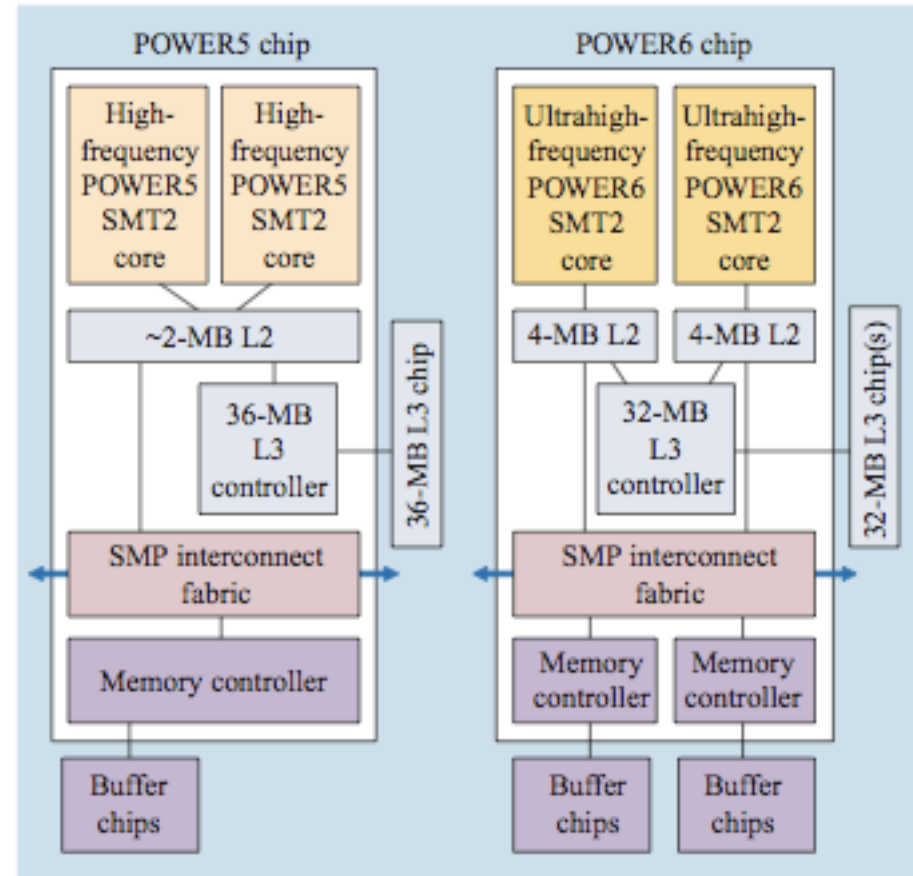 POWER5 chip
High-
frequency
POWER5
SMT2
core
High-
frequency
POWER5
SMT2
core
~2-MB L2
36-MB
L3
controller
36-MB L3 chip
SMP interconnect
fabric
Memory controller
Buffer
chips
POWER6 chip
Ultrahigh-
frequency
POWER6
SMT2
core
Ultrahigh-
frequency
POWER6
SMT2
core
4-MB L2
4-MB L2
32-MB
L3
controller
32-MB L3 chip(s)
SMP interconnect
fabric
Memory
controller
Memory
controller
Buffer
chips
Buffer
chips